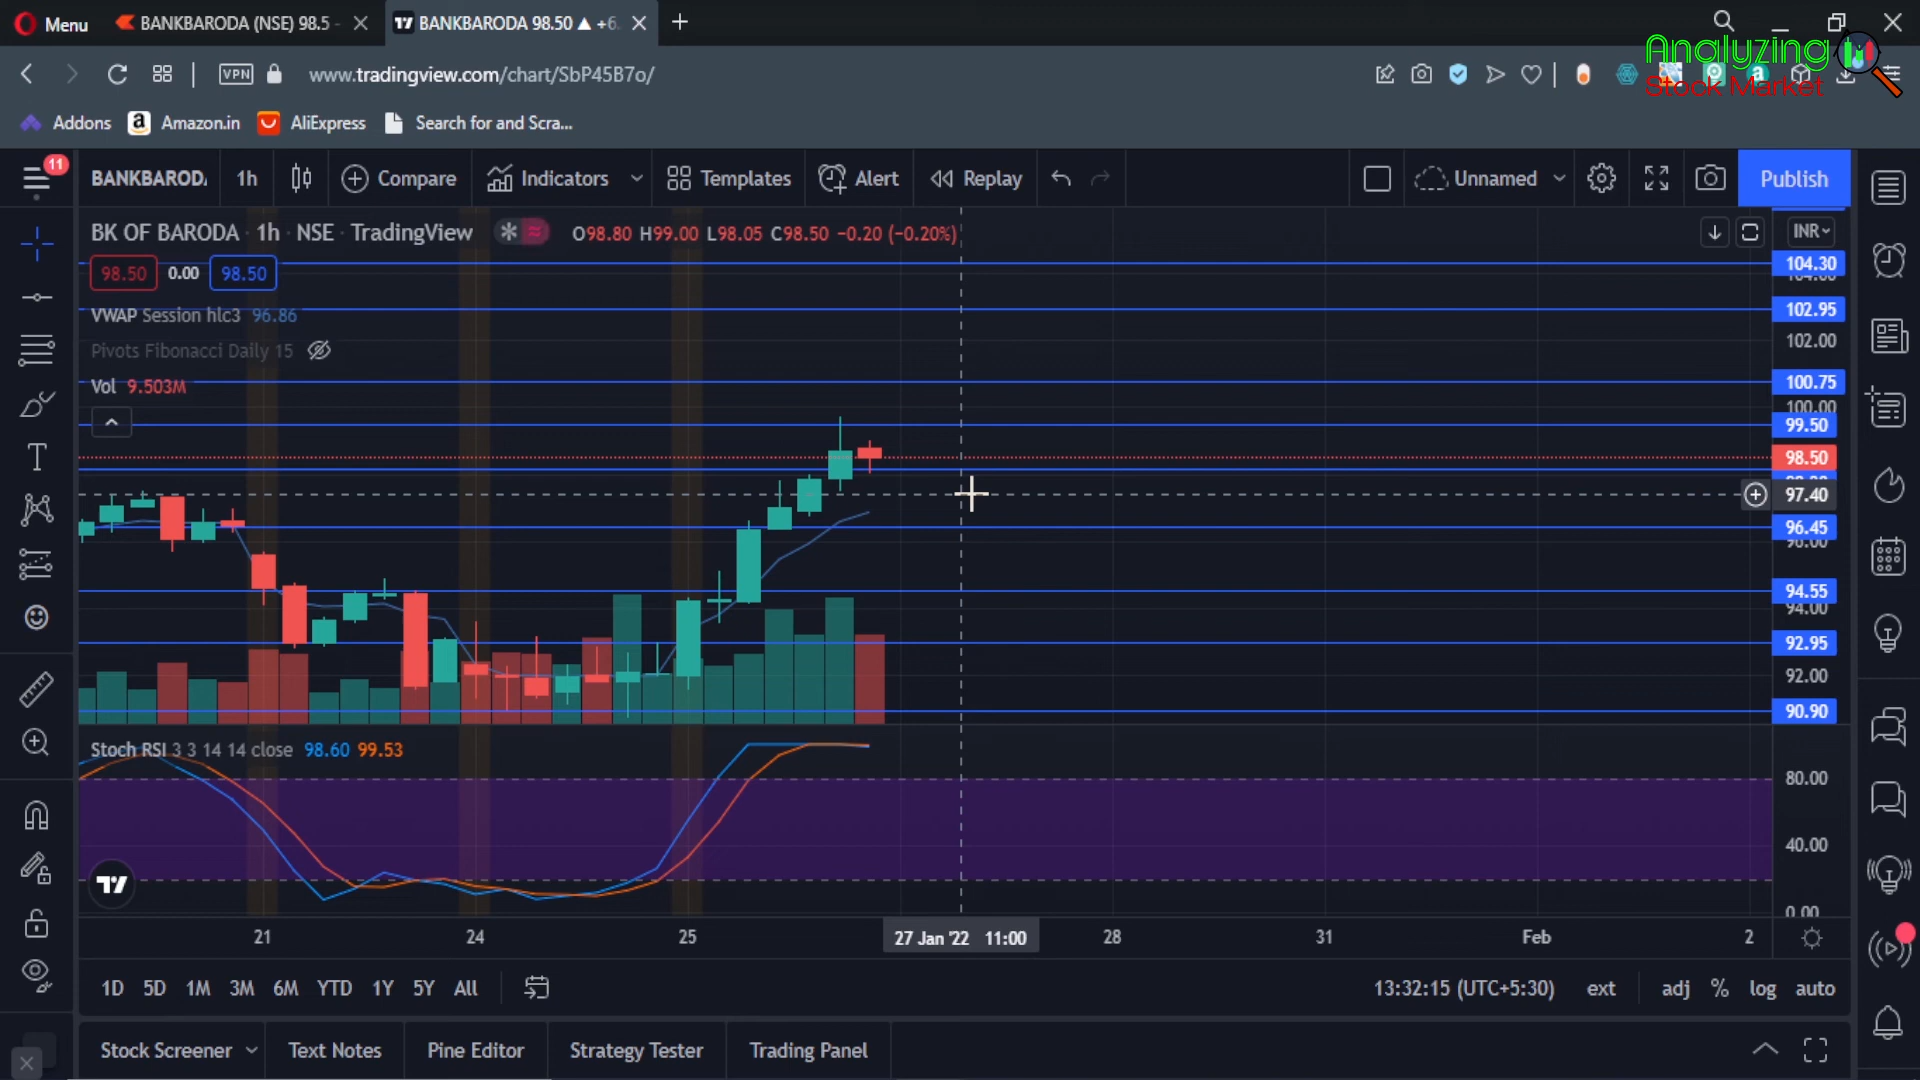 Menu
BANKBARODA (NSE) 98.5 -
BANKBARODA 98.50 ▲ +6.
Analyzing
Stock Market
VPN
www.tradingview.com/chart/SbP45B7o/
Addons
Amazon.in
AliExpress
Search for and Scra...
11
BANKBARODA
1h
Compare
Indicators
Templates
Alert
Replay
Unnamed
Publish
BK OF BARODA · 1h · NSE · TradingView
O98.80 H99.00 L98.05 C98.50 −0.20 (−0.20%)
INR
98.50 0.00 98.50
VWAP Session hlc3 96.86
Pivots Fibonacci Daily 15
Vol 9.503M
104.30
102.95
102.00
100.75
100.00
99.50
98.50
97.40
96.45
96.00
94.55
94.00
92.95
92.00
90.90
Stoch RSI 3 3 14 14 close 98.60 99.53
80.00
40.00
0.00
21 24 25 27 Jan '22 11:00 28 31 Feb 2
1D 5D 1M 3M 6M YTD 1Y 5Y All
13:32:15 (UTC+5:30) ext adj % log auto
Stock Screener
Text Notes
Pine Editor
Strategy Tester
Trading Panel